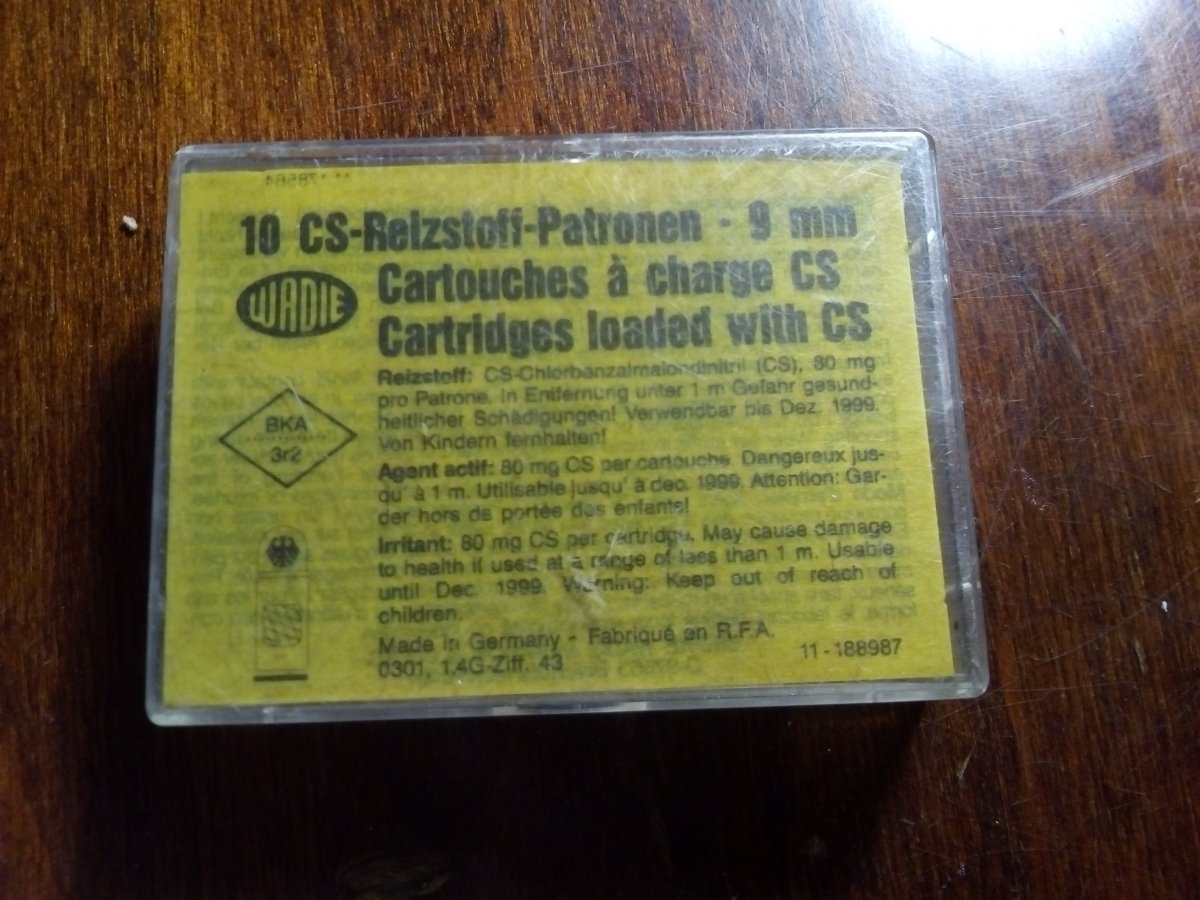 10 CS-Reizstoff-Patronen - 9 mm
WADIE
Cartouches à charge CS
Cartridges loaded with CS
Reizstoff: CS-Chlorbenzalmalondinitril (CS), 80 mg
pro Patrone. In Entfernung unter 1 m Gefahr gesund-
heitlicher Schädigungen! Verwendbar bis Dez. 1999.
Von Kindern fernhalten!
BKA
3r2
Agent actif: 80 mg CS par cartouche. Dangereux jus-
qu' à 1 m. Utilisable jusqu' à dec. 1999. Attention: Gar-
der hors de portée des enfants!
Irritant: 80 mg CS per cartridge. May cause damage
to health if used at a range of less than 1 m. Usable
until Dec. 1999. Warning: Keep out of reach of
children.
Made in Germany - Fabriqué en R.F.A.
0301, 1.4G-Ziff. 43
11-188987